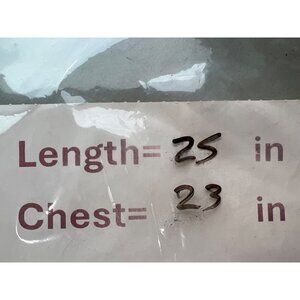 Length= 25 in
Chest= 23 in